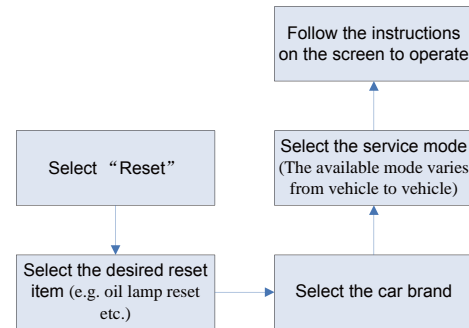 Select “Reset”
Select the desired reset
item (e.g. oil lamp reset
etc.)
Select the car brand
Select the service mode
(The available mode varies
from vehicle to vehicle)
Follow the instructions
on the screen to operate